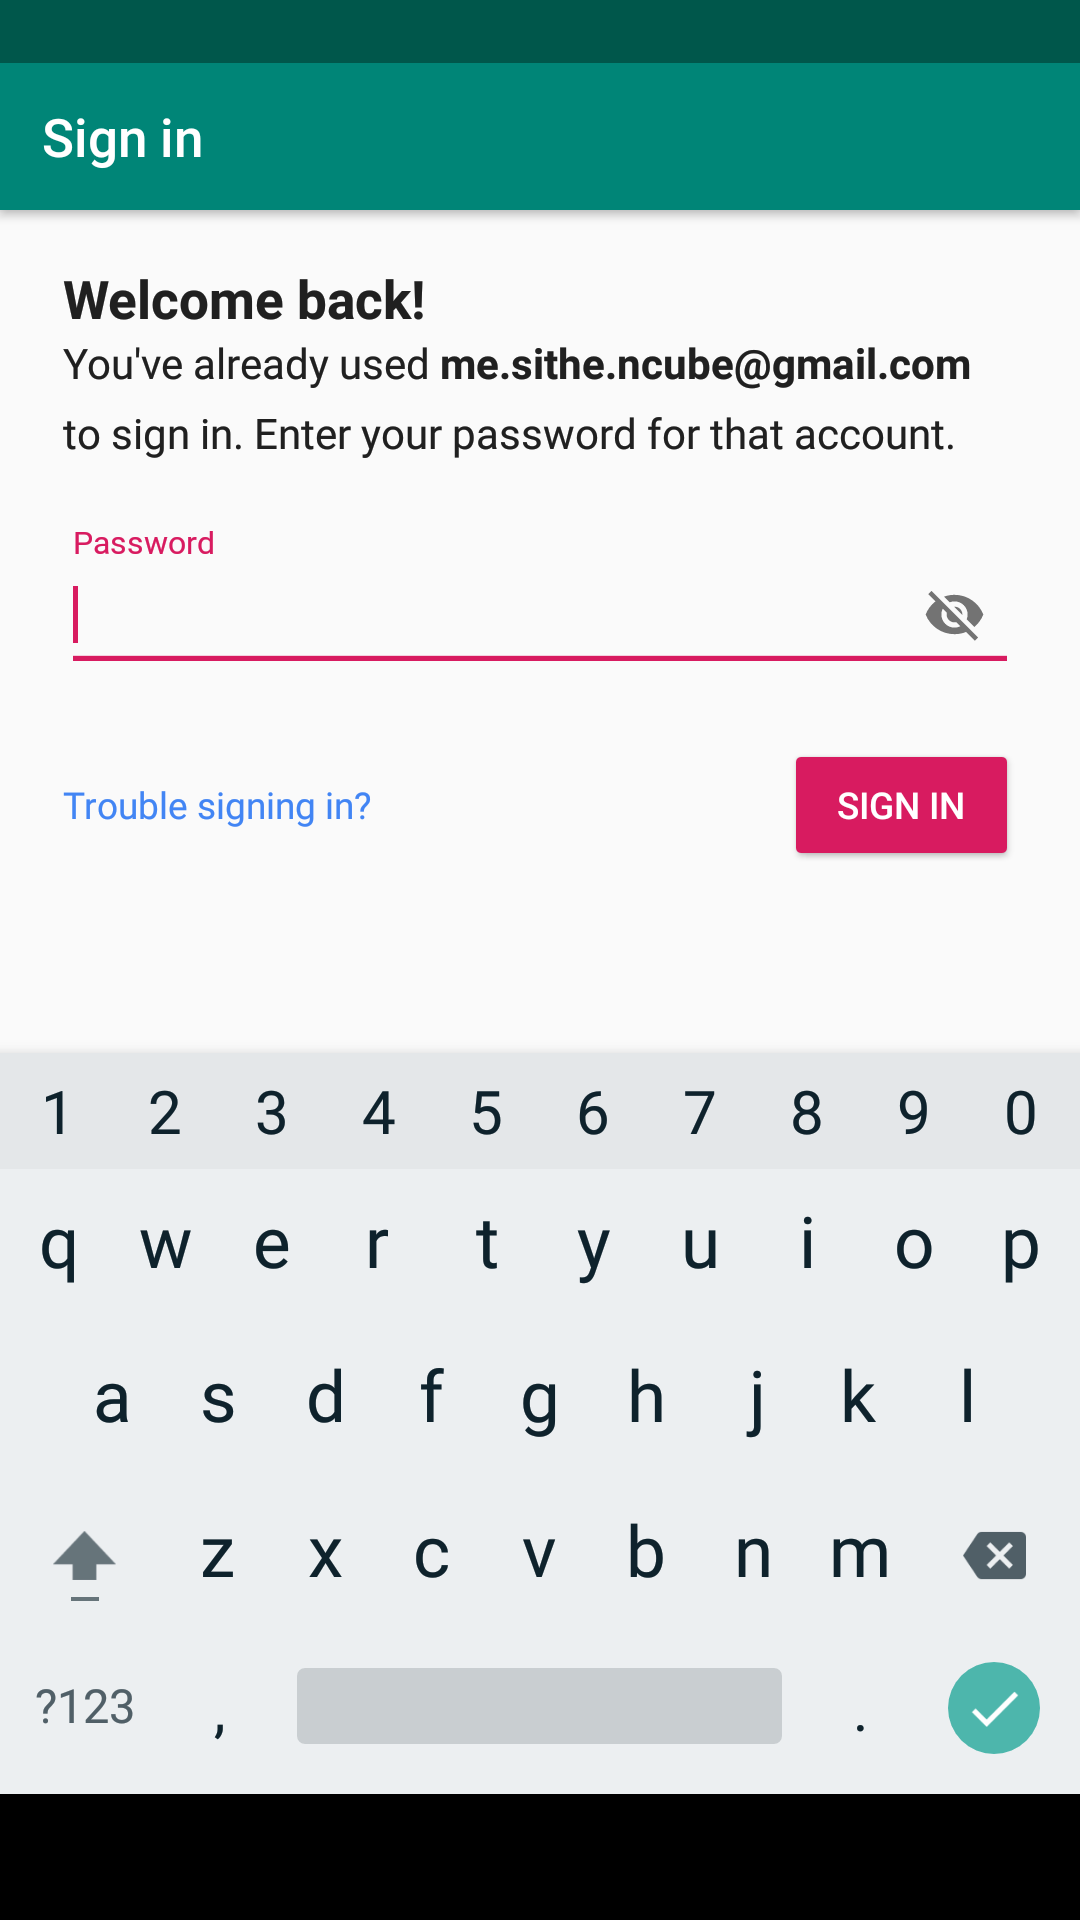 Sign in
Welcome back!
You've already used me.sithe.ncube@gmail.com
to sign in. Enter your password for that account.
Password
Trouble signing in?
SIGN IN
1 2 3 4 5 6 7 8 9 0
q w e r t y u i o p
a s d f g h j k l
z x c v b n m
?123 , .